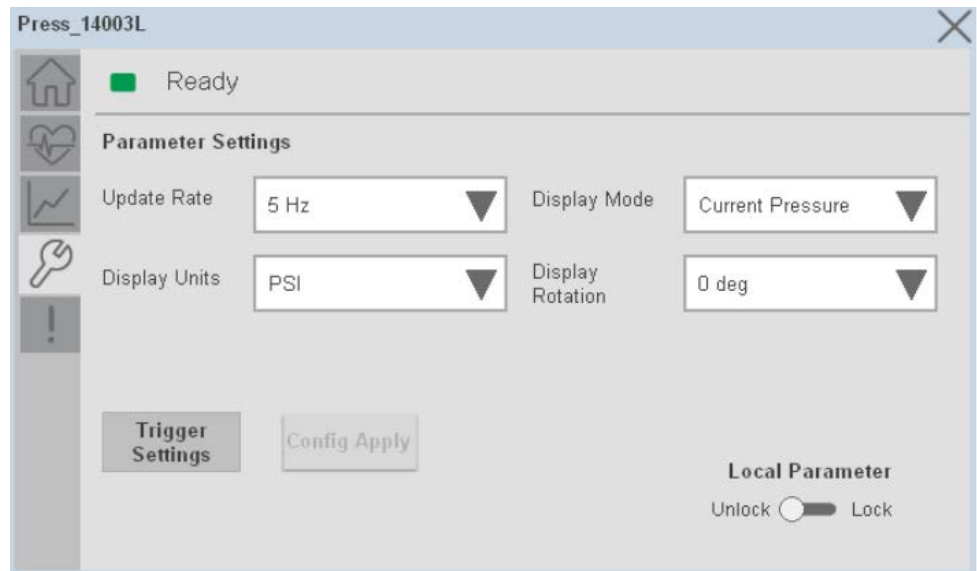 Press_14003L
Ready
Parameter Settings
Update Rate
5 Hz
Display Mode
Current Pressure
Display Units
PSI
Display
Rotation
0 deg
Trigger
Settings
Config Apply
Local Parameter
Unlock
Lock